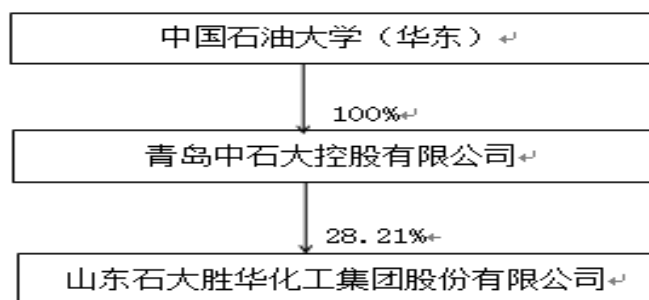 中国石油大学（华东）
100%
青岛中石大控股有限公司
28.21%
山东石大胜华化工集团股份有限公司